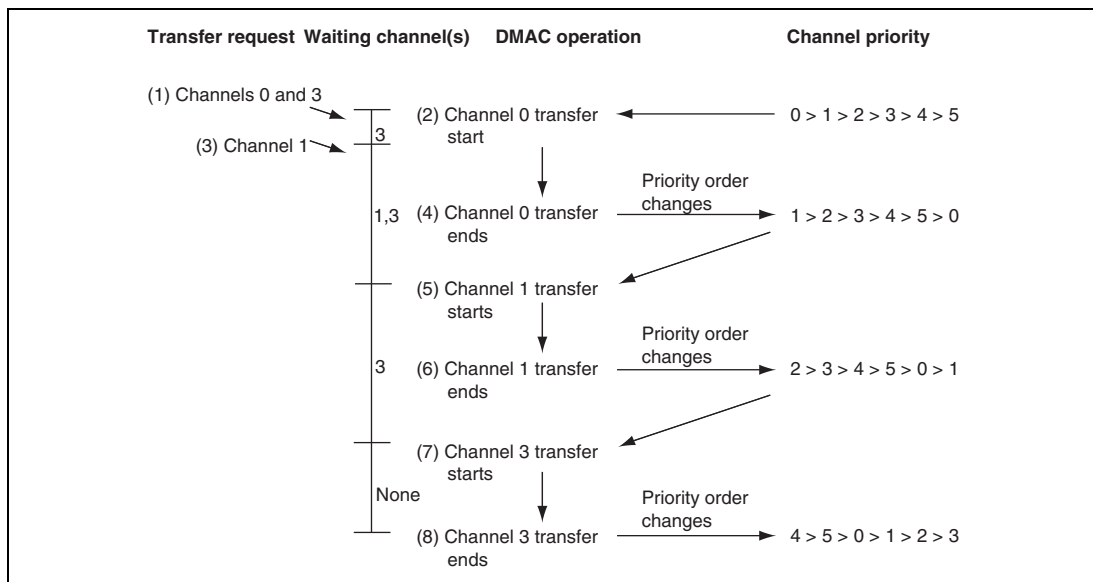 Transfer request Waiting channel(s) DMAC operation Channel priority
(1) Channels 0 and 3
3
(2) Channel 0 transfer
start
0 > 1 > 2 > 3 > 4 > 5
(3) Channel 1
1,3
(4) Channel 0 transfer
ends
Priority order
changes
1 > 2 > 3 > 4 > 5 > 0
(5) Channel 1 transfer
starts
3
(6) Channel 1 transfer
ends
Priority order
changes
2 > 3 > 4 > 5 > 0 > 1
(7) Channel 3 transfer
starts
None
(8) Channel 3 transfer
ends
Priority order
changes
4 > 5 > 0 > 1 > 2 > 3